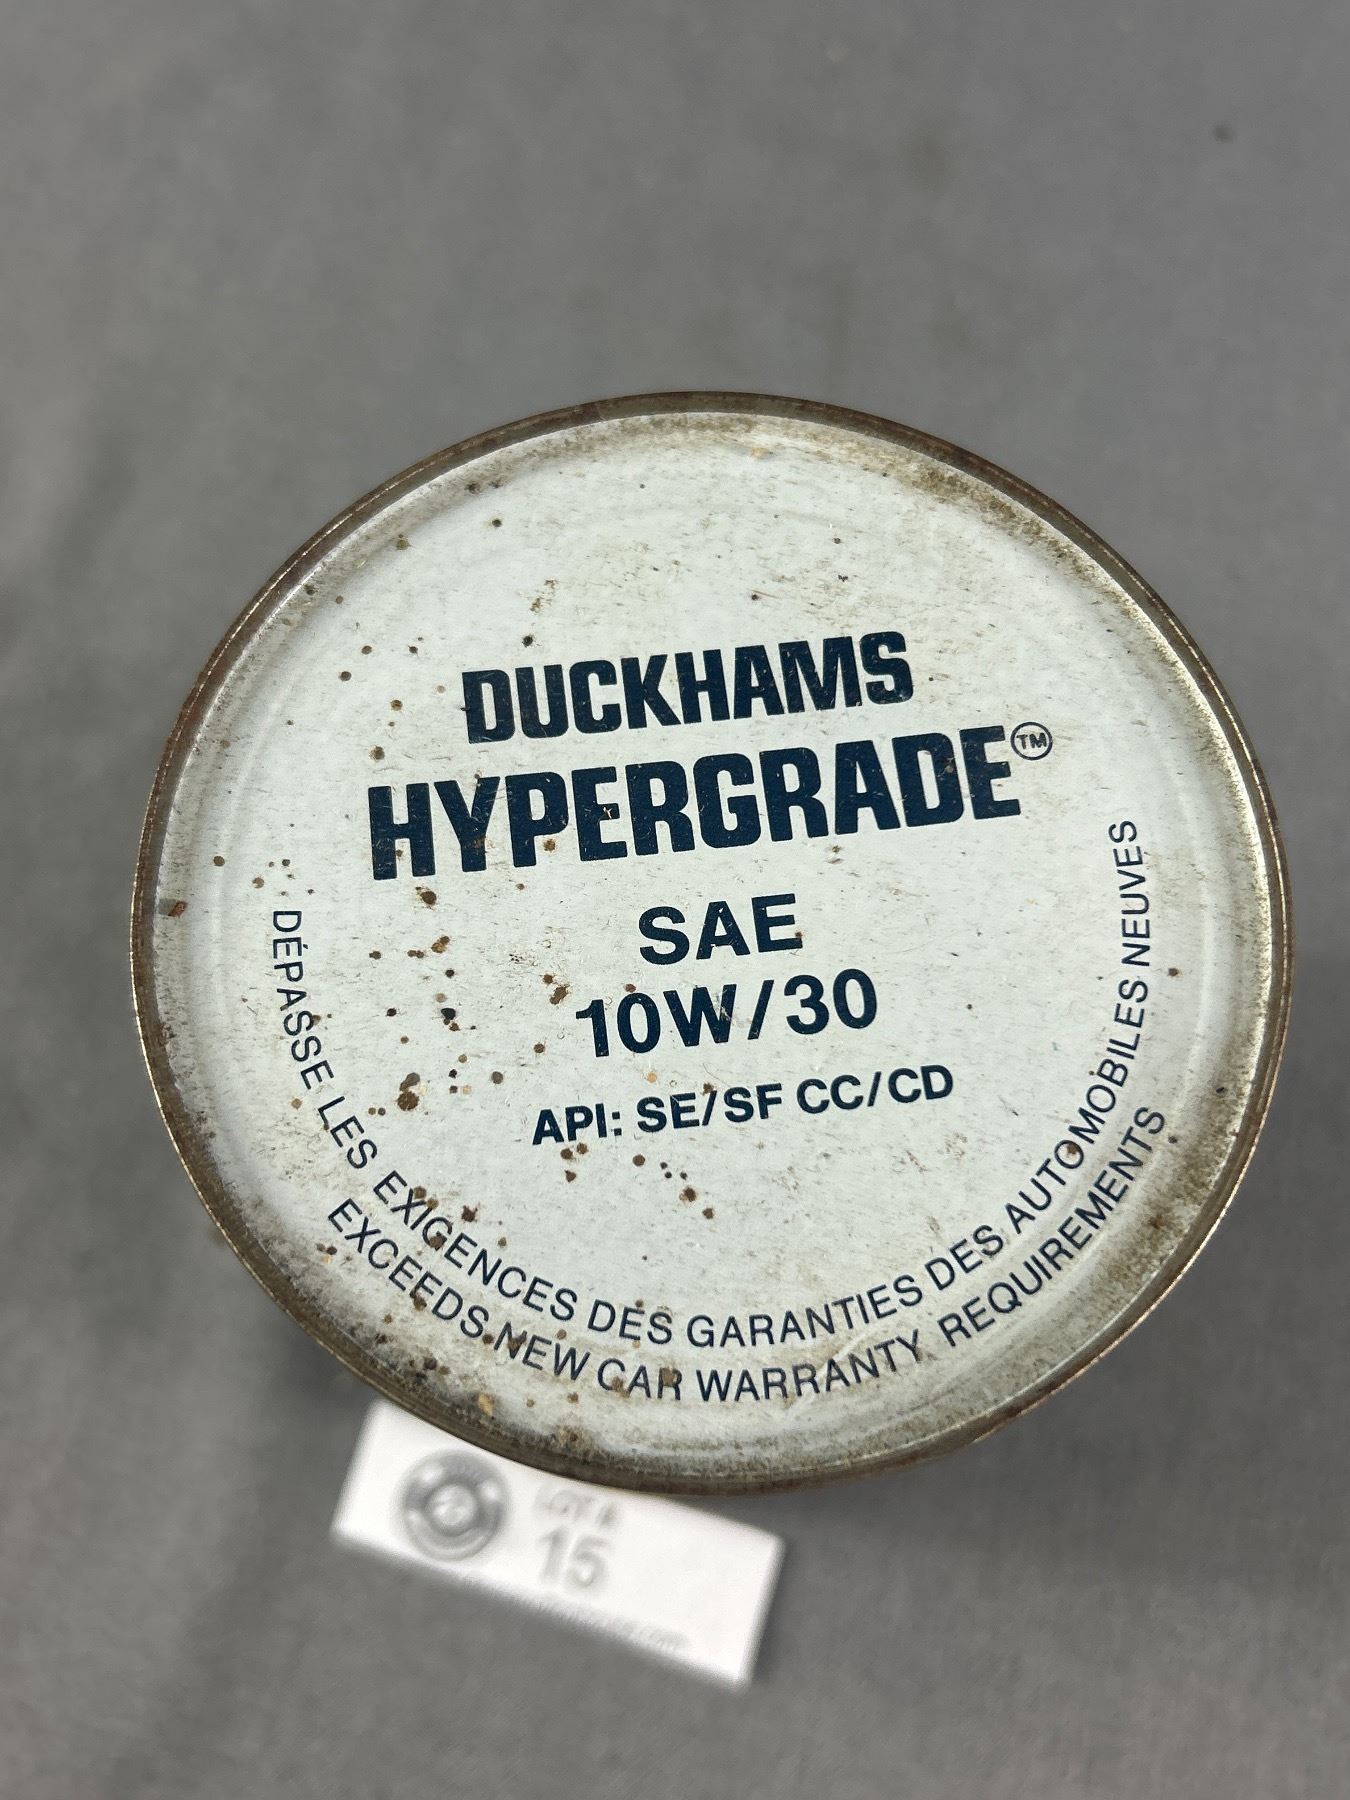 DUCKHAMS
HYPERGRADE™
SAE
10W/30
API: SE/SF CC/CD
DÉPASSE LES EXIGENCES DES GARANTIES DES AUTOMOBILES NEUVES
EXCEEDS NEW CAR WARRANTY REQUIREMENTS
LOT #
15